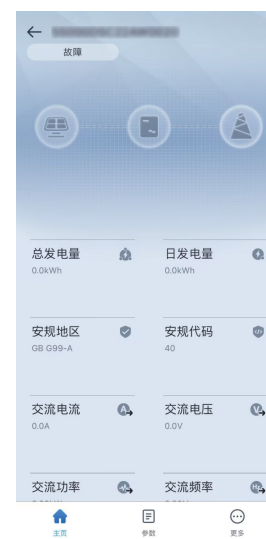 故障
总发电量 日发电量
0.0kWh 0.0kWh
安规地区 安规代码
GB G99-A 40
交流电流 交流电压
0.0A 0.0V
交流功率 交流频率
主页 参数 更多